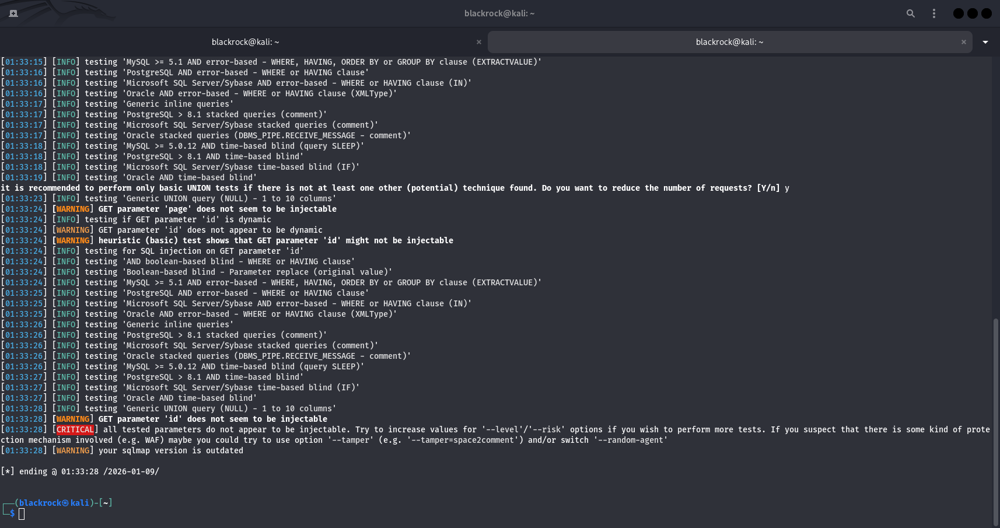 blackrock@kali: ~
blackrock@kali: ~
blackrock@kali: ~
[01:33:15] [INFO] testing 'MySQL >= 5.1 AND error-based - WHERE, HAVING, ORDER BY or GROUP BY clause (EXTRACTVALUE)'
[01:33:16] [INFO] testing 'PostgreSQL AND error-based - WHERE or HAVING clause'
[01:33:16] [INFO] testing 'Microsoft SQL Server/Sybase AND error-based - WHERE or HAVING clause (IN)'
[01:33:16] [INFO] testing 'Oracle AND error-based - WHERE or HAVING clause (XMLType)'
[01:33:17] [INFO] testing 'Generic inline queries'
[01:33:17] [INFO] testing 'PostgreSQL > 8.1 stacked queries (comment)'
[01:33:17] [INFO] testing 'Microsoft SQL Server/Sybase stacked queries (comment)'
[01:33:17] [INFO] testing 'Oracle stacked queries (DBMS_PIPE.RECEIVE_MESSAGE - comment)'
[01:33:18] [INFO] testing 'MySQL >= 5.0.12 AND time-based blind (query SLEEP)'
[01:33:18] [INFO] testing 'PostgreSQL > 8.1 AND time-based blind'
[01:33:18] [INFO] testing 'Microsoft SQL Server/Sybase time-based blind (IF)'
[01:33:19] [INFO] testing 'Oracle AND time-based blind'
it is recommended to perform only basic UNION tests if there is not at least one other (potential) technique found. Do you want to reduce the number of requests? [Y/n] y
[01:33:23] [INFO] testing 'Generic UNION query (NULL) - 1 to 10 columns'
[01:33:24] [WARNING] GET parameter 'page' does not seem to be injectable
[01:33:24] [INFO] testing if GET parameter 'id' is dynamic
[01:33:24] [WARNING] GET parameter 'id' does not appear to be dynamic
[01:33:24] [WARNING] heuristic (basic) test shows that GET parameter 'id' might not be injectable
[01:33:24] [INFO] testing for SQL injection on GET parameter 'id'
[01:33:24] [INFO] testing 'AND boolean-based blind - WHERE or HAVING clause'
[01:33:24] [INFO] testing 'Boolean-based blind - Parameter replace (original value)'
[01:33:24] [INFO] testing 'MySQL >= 5.1 AND error-based - WHERE, HAVING, ORDER BY or GROUP BY clause (EXTRACTVALUE)'
[01:33:25] [INFO] testing 'PostgreSQL AND error-based - WHERE or HAVING clause'
[01:33:25] [INFO] testing 'Microsoft SQL Server/Sybase AND error-based - WHERE or HAVING clause (IN)'
[01:33:25] [INFO] testing 'Oracle AND error-based - WHERE or HAVING clause (XMLType)'
[01:33:26] [INFO] testing 'Generic inline queries'
[01:33:26] [INFO] testing 'PostgreSQL > 8.1 stacked queries (comment)'
[01:33:26] [INFO] testing 'Microsoft SQL Server/Sybase stacked queries (comment)'
[01:33:26] [INFO] testing 'Oracle stacked queries (DBMS_PIPE.RECEIVE_MESSAGE - comment)'
[01:33:26] [INFO] testing 'MySQL >= 5.0.12 AND time-based blind (query SLEEP)'
[01:33:27] [INFO] testing 'PostgreSQL > 8.1 AND time-based blind'
[01:33:27] [INFO] testing 'Microsoft SQL Server/Sybase time-based blind (IF)'
[01:33:27] [INFO] testing 'Oracle AND time-based blind'
[01:33:28] [INFO] testing 'Generic UNION query (NULL) - 1 to 10 columns'
[01:33:28] [WARNING] GET parameter 'id' does not seem to be injectable
[01:33:28] [CRITICAL] all tested parameters do not appear to be injectable. Try to increase values for '--level'/'--risk' options if you wish to perform more tests. If you suspect that there is some kind of prote
ction mechanism involved (e.g. WAF) maybe you could try to use option '--tamper' (e.g. '--tamper=space2comment') and/or switch '--random-agent'
[01:33:28] [WARNING] your sqlmap version is outdated
[*] ending @ 01:33:28 /2026-01-09/
┌──(blackrock㉿kali)-[~]
└─$